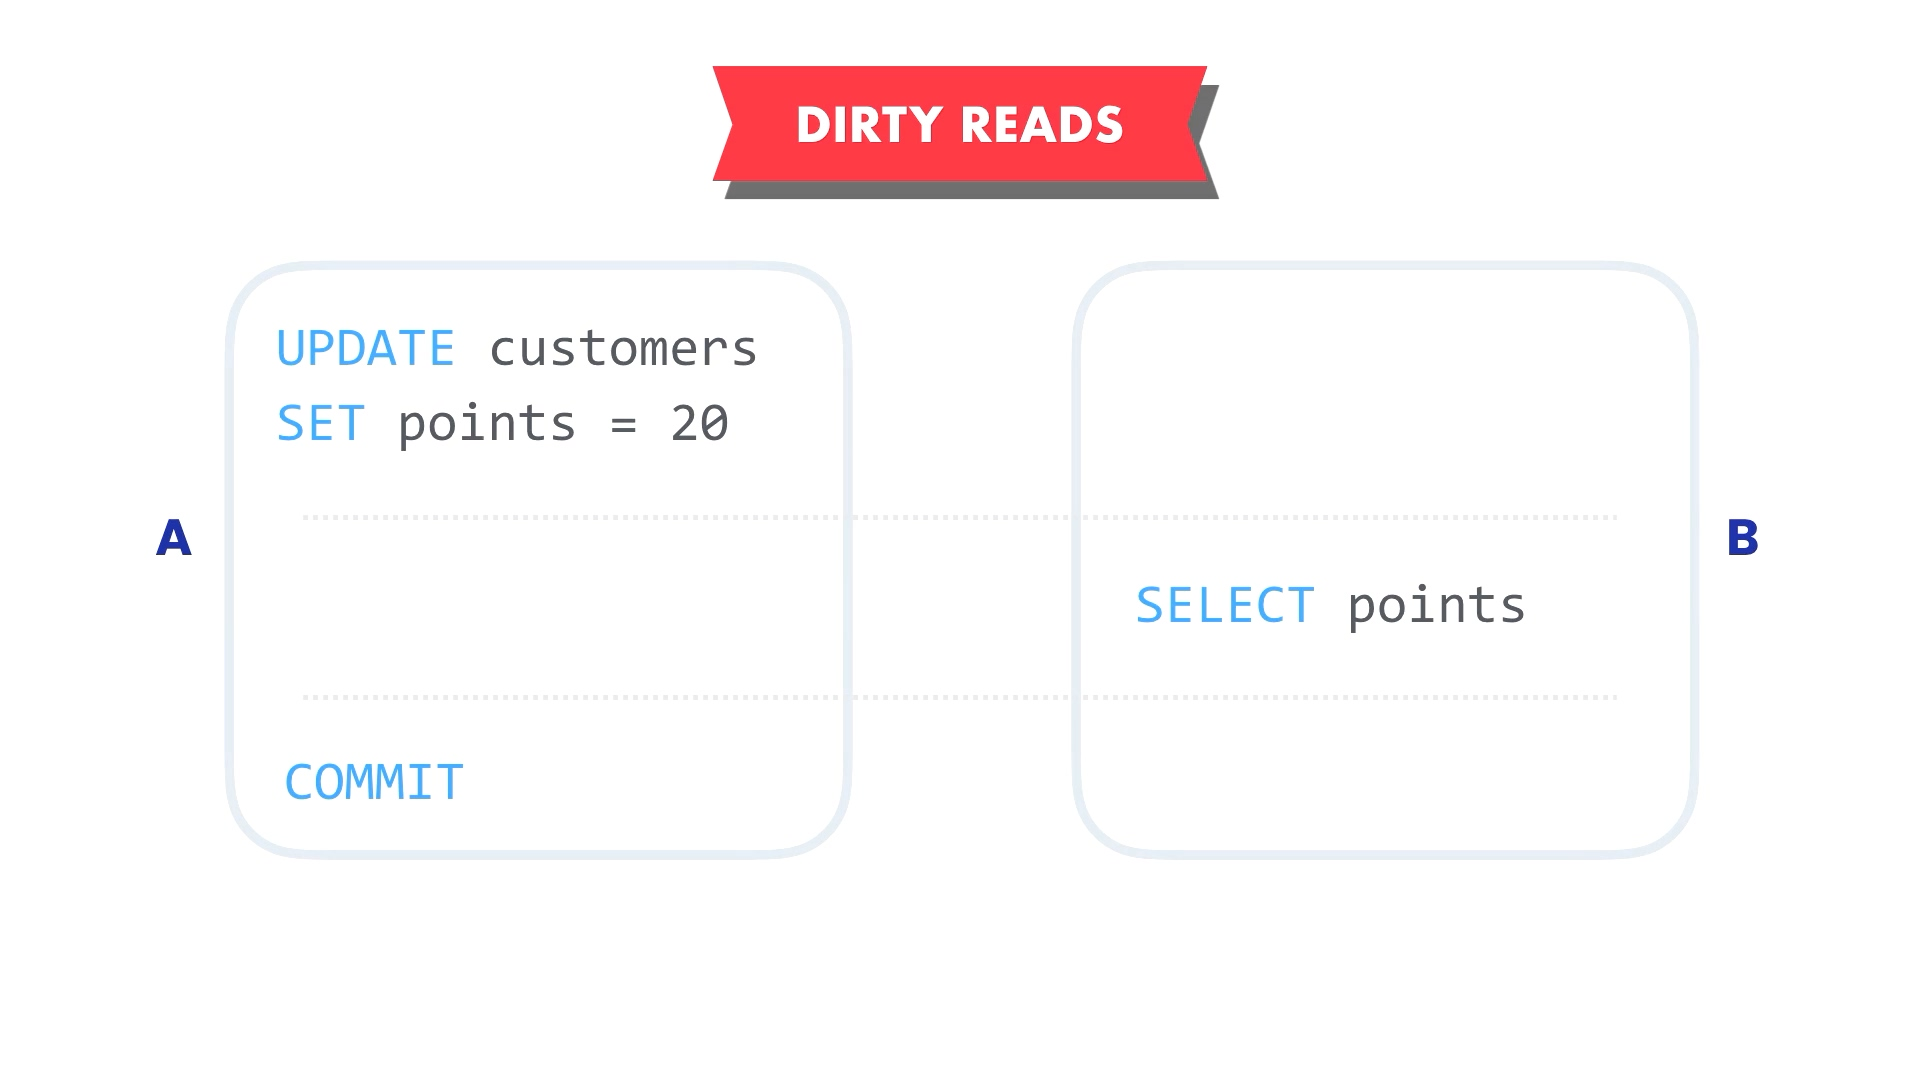 DIRTY READS
UPDATE customers
SET points = 20
A
B
SELECT points
COMMIT